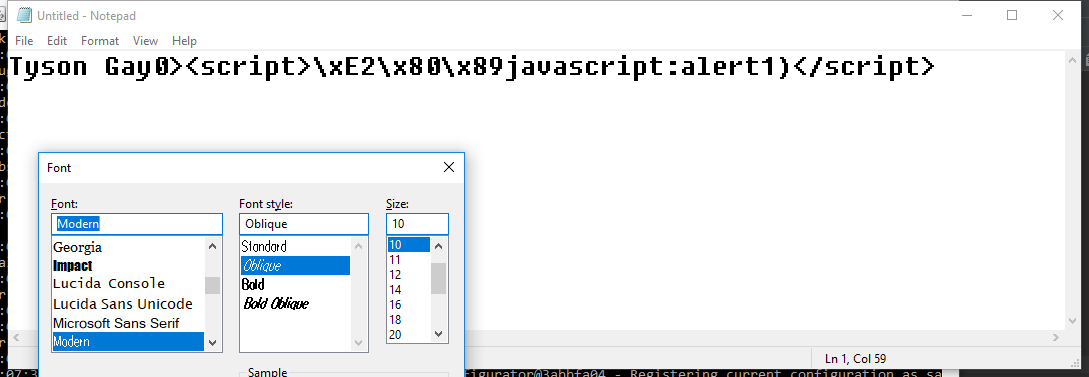 Untitled - Notepad
File Edit Format View Help
Tyson Gay0><script>\xE2\x80\x89javascript:alert1)</script>
Font
Font: Font style: Size:
Modern Oblique 10
Georgia Standard 10
Impact Oblique 11
Lucida Console Bold 12
Lucida Sans Unicode Bold Oblique 14
Microsoft Sans Serif 16
Modern 18
20
Ln 1, Col 59
Sample
figurator@3abbfa04 - Registering current configuration as sa